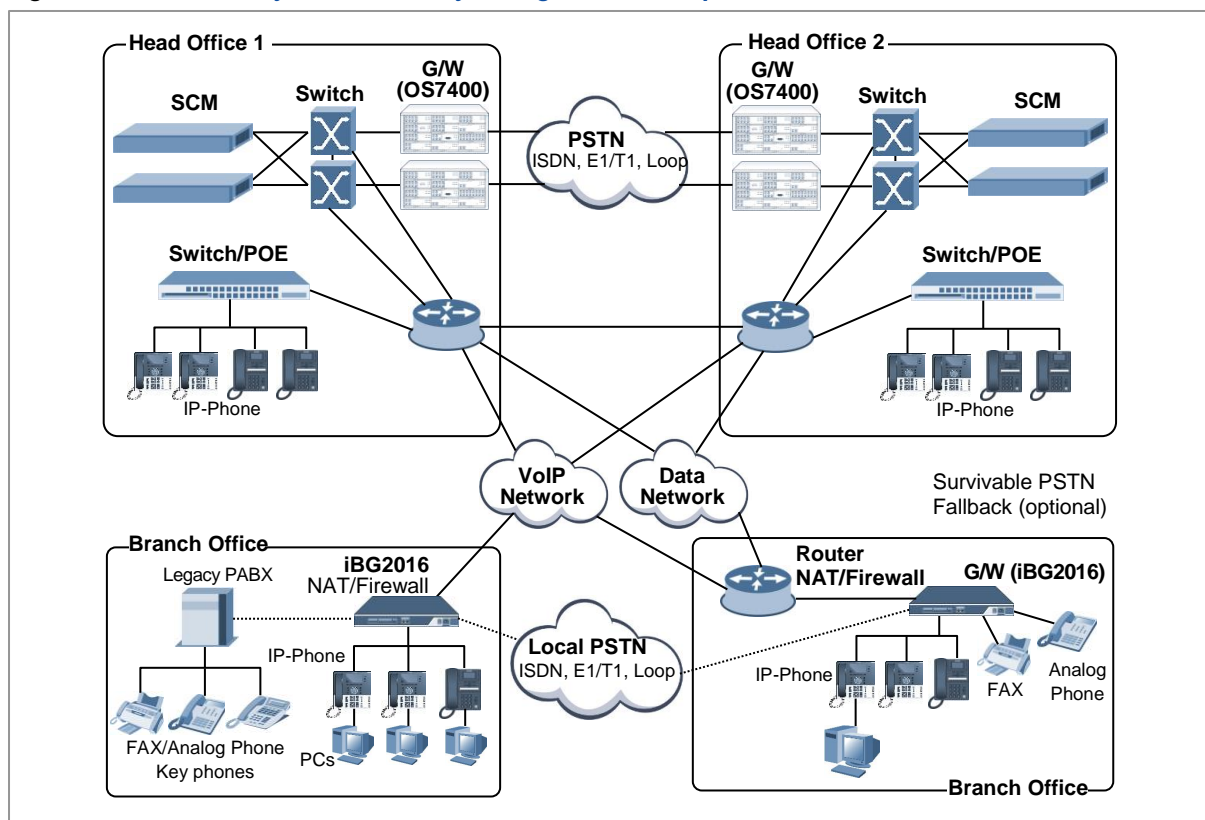 Head Office 1
SCM
Switch
G/W
(OS7400)
Switch/POE
IP-Phone
PSTN
ISDN, E1/T1, Loop
Head Office 2
G/W
(OS7400)
Switch
SCM
Switch/POE
IP-Phone
VoIP
Network
Data
Network
Survivable PSTN
Fallback (optional)
Branch Office
Legacy PABX
iBG2016
NAT/Firewall
IP-Phone
FAX/Analog Phone
Key phones
PCs
Local PSTN
ISDN, E1/T1, Loop
Router
NAT/Firewall
G/W (iBG2016)
IP-Phone
FAX
Analog
Phone
Branch Office